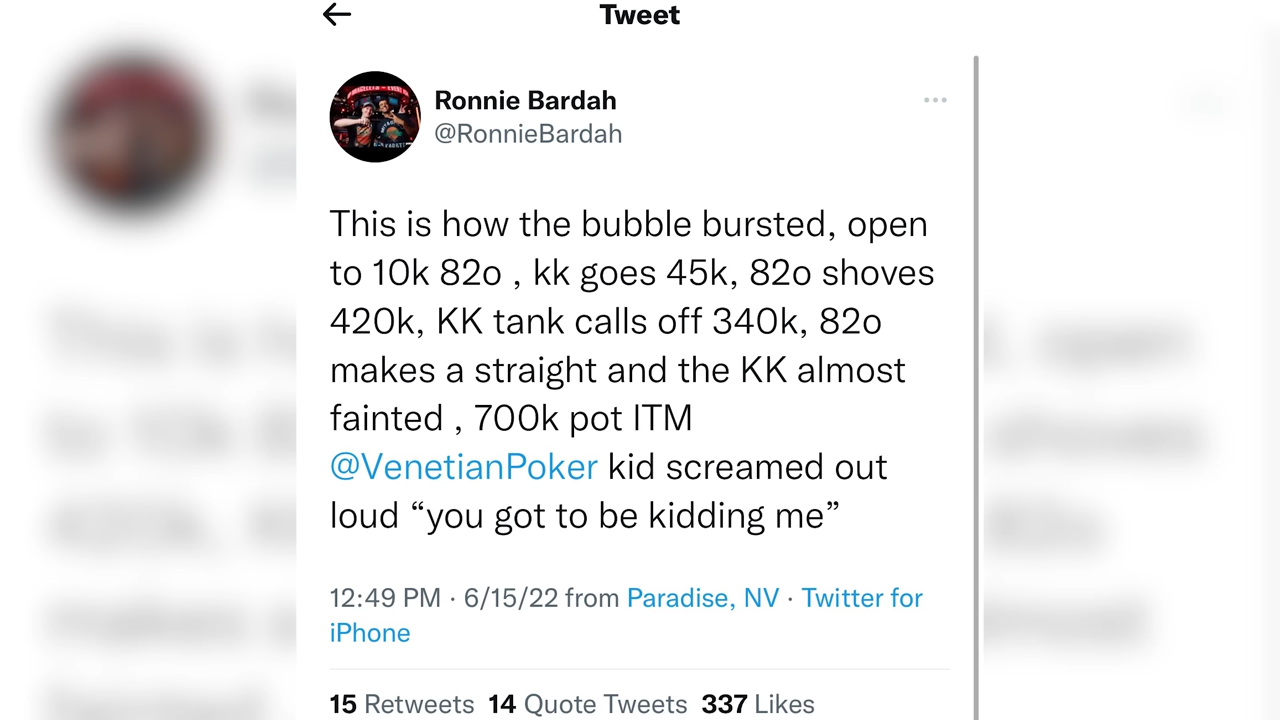 Tweet
Ronnie Bardah
@RonnieBardah
This is how the bubble bursted, open
to 10k 82o , kk goes 45k, 82o shoves
420k, KK tank calls off 340k, 82o
makes a straight and the KK almost
fainted , 700k pot ITM
@VenetianPoker kid screamed out
loud “you got to be kidding me”
12:49 PM · 6/15/22 from Paradise, NV · Twitter for
iPhone
15 Retweets 14 Quote Tweets 337 Likes